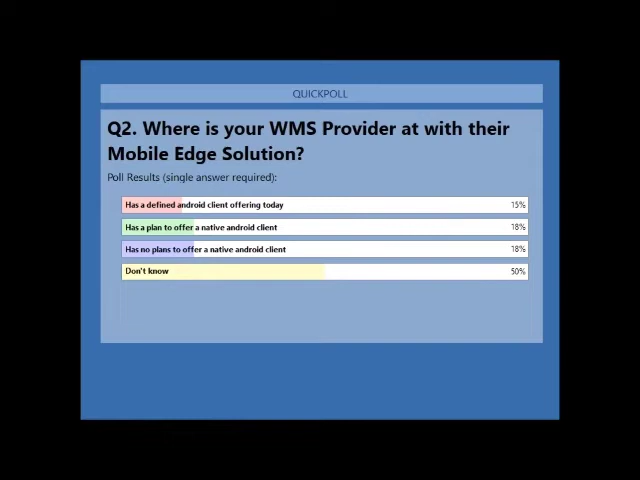 QUICKPOLL
Q2. Where is your WMS Provider at with their
Mobile Edge Solution?
Poll Results (single answer required):
Has a defined android client offering today 15%
Has a plan to offer a native android client 18%
Has no plans to offer a native android client 18%
Don't know 50%